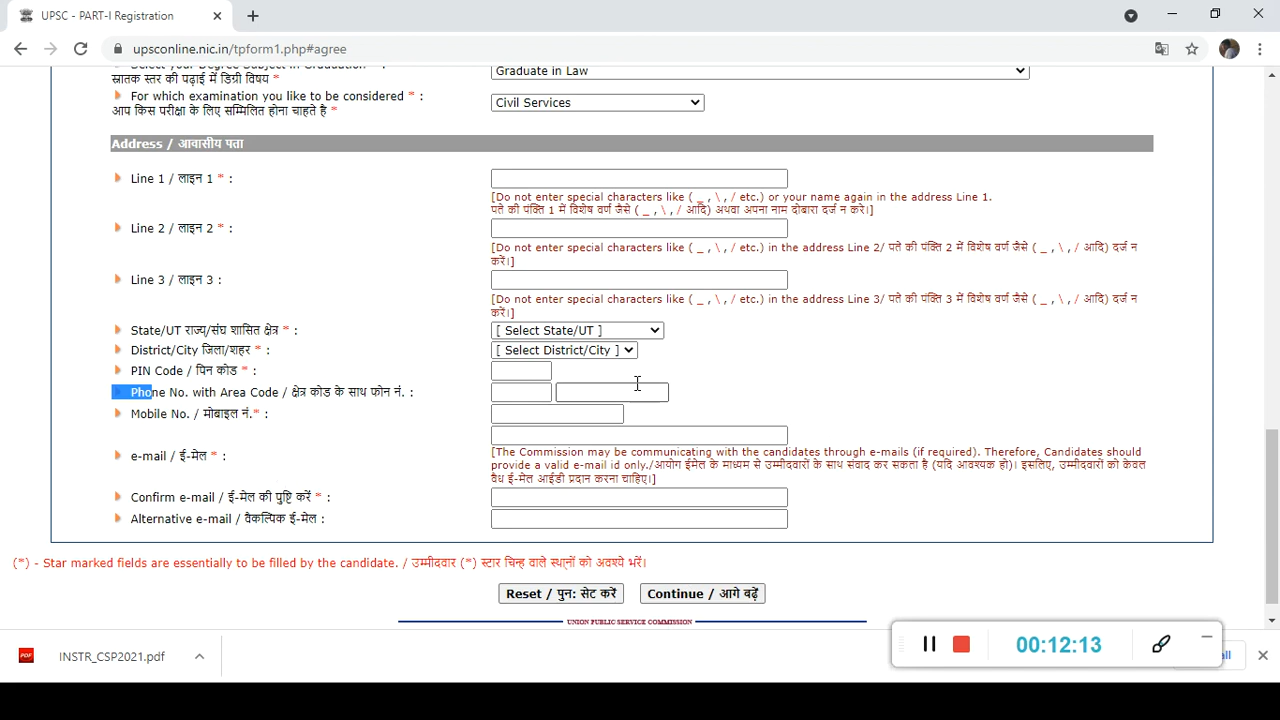 UPSC - PART-I Registration
upsconline.nic.in/tpform1.php#agree
स्नातक स्तर की पढ़ाई में डिग्री विषय *
Graduate in Law
For which examination you like to be considered * :
आप किस परीक्षा के लिए सम्मिलित होना चाहते है *
Civil Services
Address / आवासीय पता
Line 1 / लाइन 1 * :
[Do not enter special characters like ( _ , \ , / etc.) or your name again in the address Line 1.
पते की पंक्ति 1 में विशेष वर्ण जैसे ( _ , \ , / आदि) अथवा अपना नाम दोबारा दर्ज न करे।]
Line 2 / लाइन 2 * :
[Do not enter special characters like ( _ , \ , / etc.) in the address Line 2/ पते की पंक्ति 2 में विशेष वर्ण जैसे ( _ , \ , / आदि) दर्ज न
करें।]
Line 3 / लाइन 3 :
[Do not enter special characters like ( _ , \ , / etc.) in the address Line 3/ पते की पंक्ति 3 में विशेष वर्ण जैसे ( _ , \ , / आदि) दर्ज न
करें।]
State/UT राज्य/संघ शासित क्षेत्र * :
[ Select State/UT ]
District/City जिला/शहर * :
[ Select District/City ]
PIN Code / पिन कोड * :
Phone No. with Area Code / क्षेत्र कोड के साथ फोन नं. :
Mobile No. / मोबाइल नं.* :
e-mail / ई-मेल * :
[The Commission may be communicating with the candidates through e-mails (if required). Therefore, Candidates should
provide a valid e-mail id only./आयोग ईमेल के माध्यम से उम्मीदवारों के साथ संवाद कर सकता है (यदि आवश्यक हो)। इसलिए, उम्मीदवारों को केवल
वैध ई-मेल आईडी प्रदान करना चाहिए।]
Confirm e-mail / ई-मेल की पुष्टि करें * :
Alternative e-mail / वैकल्पिक ई-मेल :
(*) - Star marked fields are essentially to be filled by the candidate. / उम्मीदवार (*) स्टार चिन्ह वाले स्थानों को अवश्ये भरें।
Reset / पुन: सेट करें
Continue / आगे बढ़ें
UNION PUBLIC SERVICE COMMISSION
PDF
INSTR_CSP2021.pdf
00:12:13